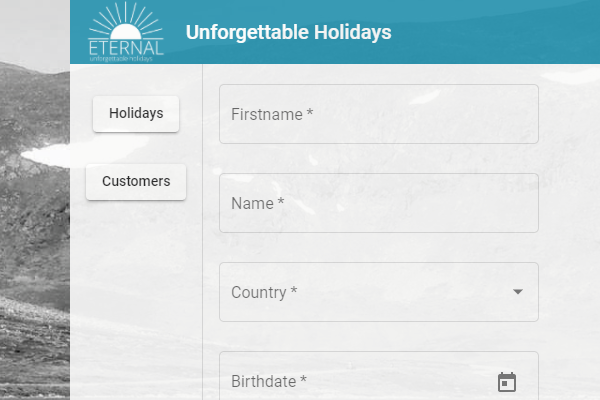 ETERNAL
unforgettable holidays
Unforgettable Holidays
Holidays
Customers
Firstname *
Name *
Country *
Birthdate *